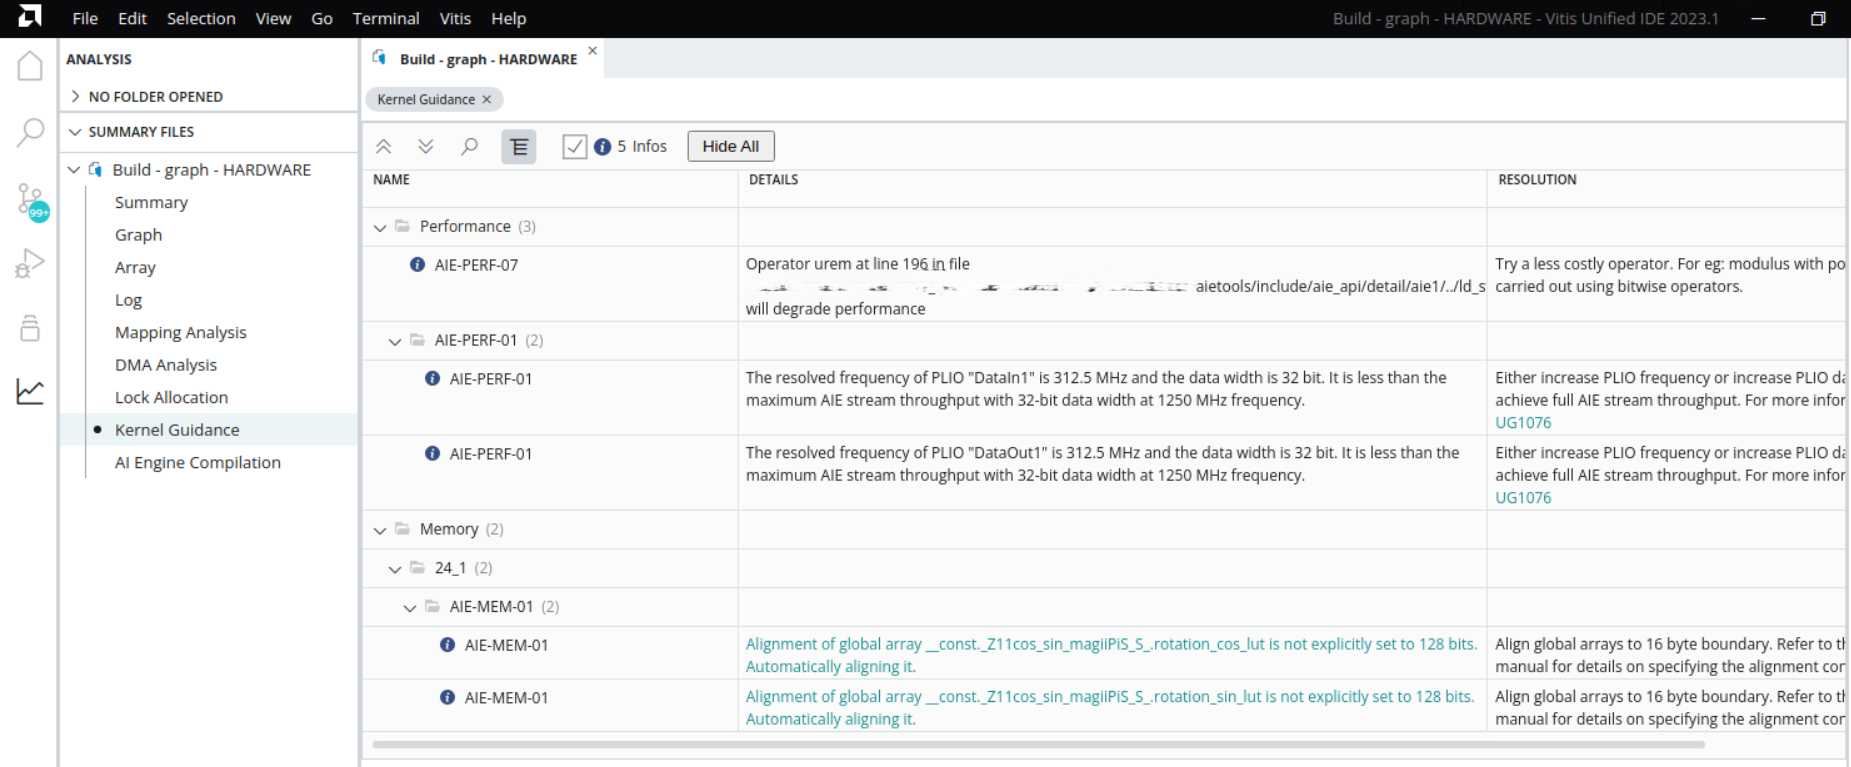 File Edit Selection View Go Terminal Vitis Help
Build - graph - HARDWARE - Vitis Unified IDE 2023.1
ANALYSIS
NO FOLDER OPENED
SUMMARY FILES
Build - graph - HARDWARE
Summary
Graph
Array
Log
Mapping Analysis
DMA Analysis
Lock Allocation
Kernel Guidance
AI Engine Compilation
99+
Build - graph - HARDWARE
Kernel Guidance
5 Infos
Hide All
NAME DETAILS RESOLUTION
Performance (3)
AIE-PERF-07
Operator urem at line 196 in file
aietools/include/aie_api/detail/aie1/../ld_s
will degrade performance
Try a less costly operator. For eg: modulus with po
carried out using bitwise operators.
AIE-PERF-01 (2)
AIE-PERF-01
The resolved frequency of PLIO "DataIn1" is 312.5 MHz and the data width is 32 bit. It is less than the
maximum AIE stream throughput with 32-bit data width at 1250 MHz frequency.
Either increase PLIO frequency or increase PLIO da
achieve full AIE stream throughput. For more infor
UG1076
AIE-PERF-01
The resolved frequency of PLIO "DataOut1" is 312.5 MHz and the data width is 32 bit. It is less than the
maximum AIE stream throughput with 32-bit data width at 1250 MHz frequency.
Either increase PLIO frequency or increase PLIO da
achieve full AIE stream throughput. For more infor
UG1076
Memory (2)
24_1 (2)
AIE-MEM-01 (2)
AIE-MEM-01
Alignment of global array __const._Z11cos_sin_magiiPiS_S_.rotation_cos_lut is not explicitly set to 128 bits.
Automatically aligning it.
Align global arrays to 16 byte boundary. Refer to th
manual for details on specifying the alignment con
AIE-MEM-01
Alignment of global array __const._Z11cos_sin_magiiPiS_S_.rotation_sin_lut is not explicitly set to 128 bits.
Automatically aligning it.
Align global arrays to 16 byte boundary. Refer to th
manual for details on specifying the alignment con